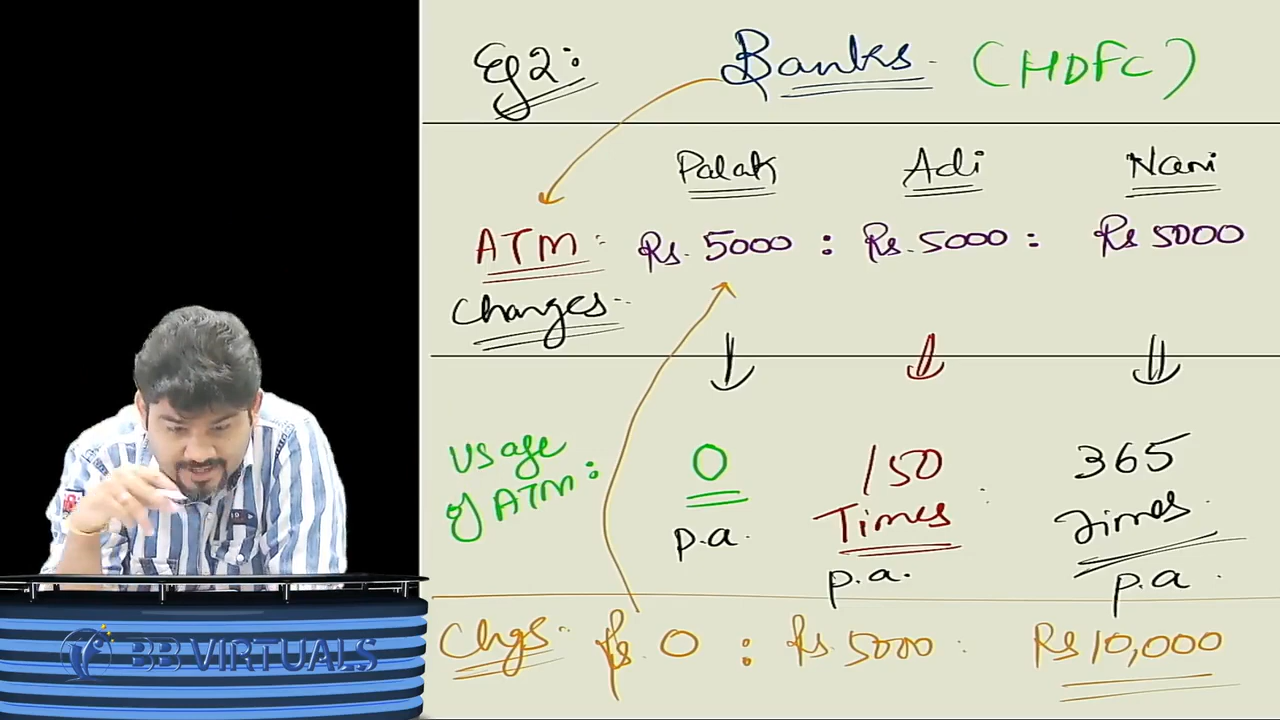 Eg 2: Banks. (HDFC)
Palak Adi Nani
ATM: Rs. 5000 : Rs. 5000 : Rs 5000
Charges..
Usage of ATM: 0 p.a. 150 Times p.a. 365 Times. p.a.
Chgs. Rs. 0 : Rs. 5000 Rs 10,000
BB VIRTUALS